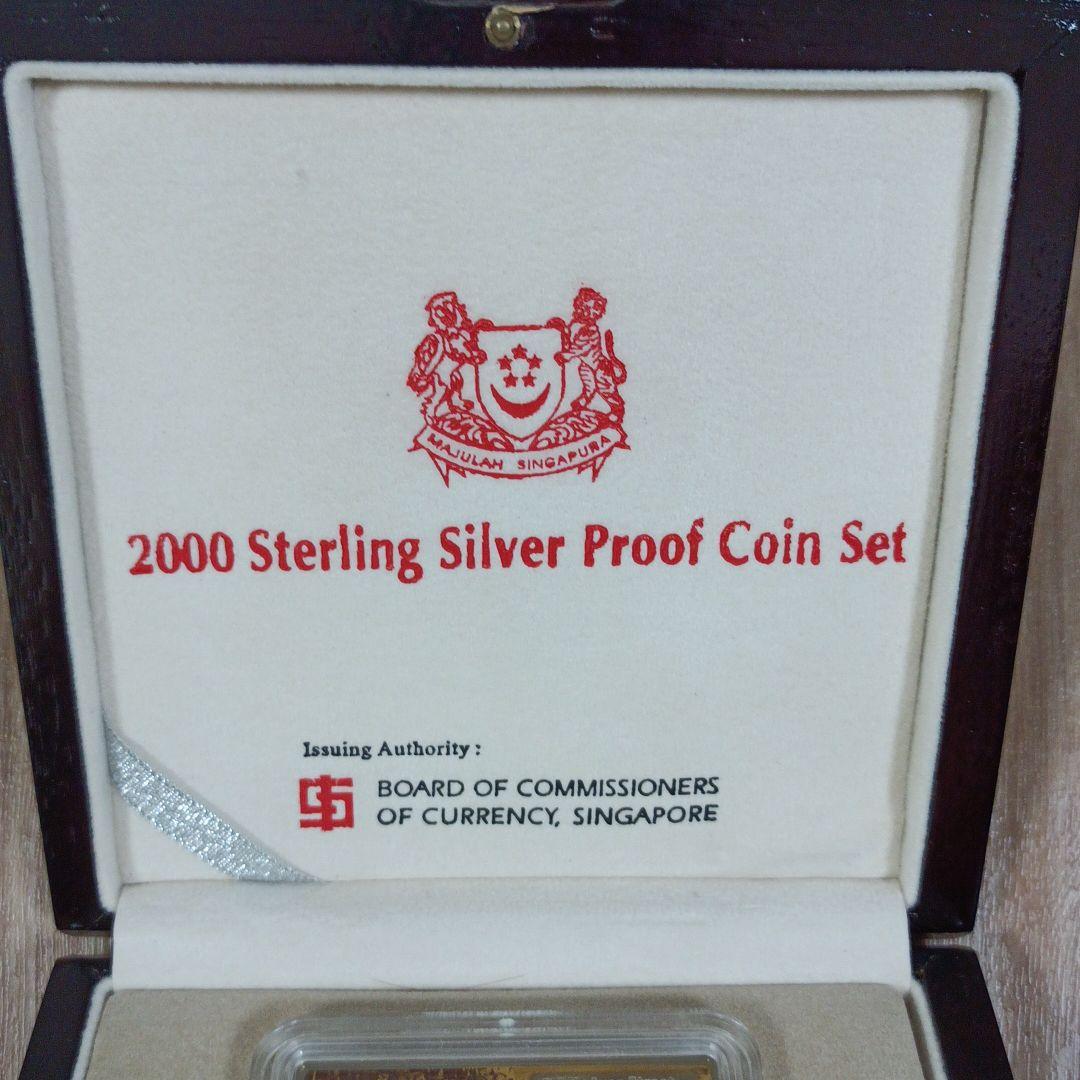 MAJULAH SINGAPURA
2000 Sterling Silver Proof Coin Set
Issuing Authority :
BOARD OF COMMISSIONERS
OF CURRENCY, SINGAPORE